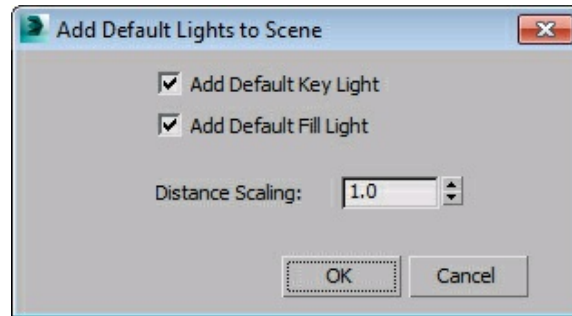 Add Default Lights to Scene
Add Default Key Light
Add Default Fill Light
Distance Scaling: 1.0
OK Cancel